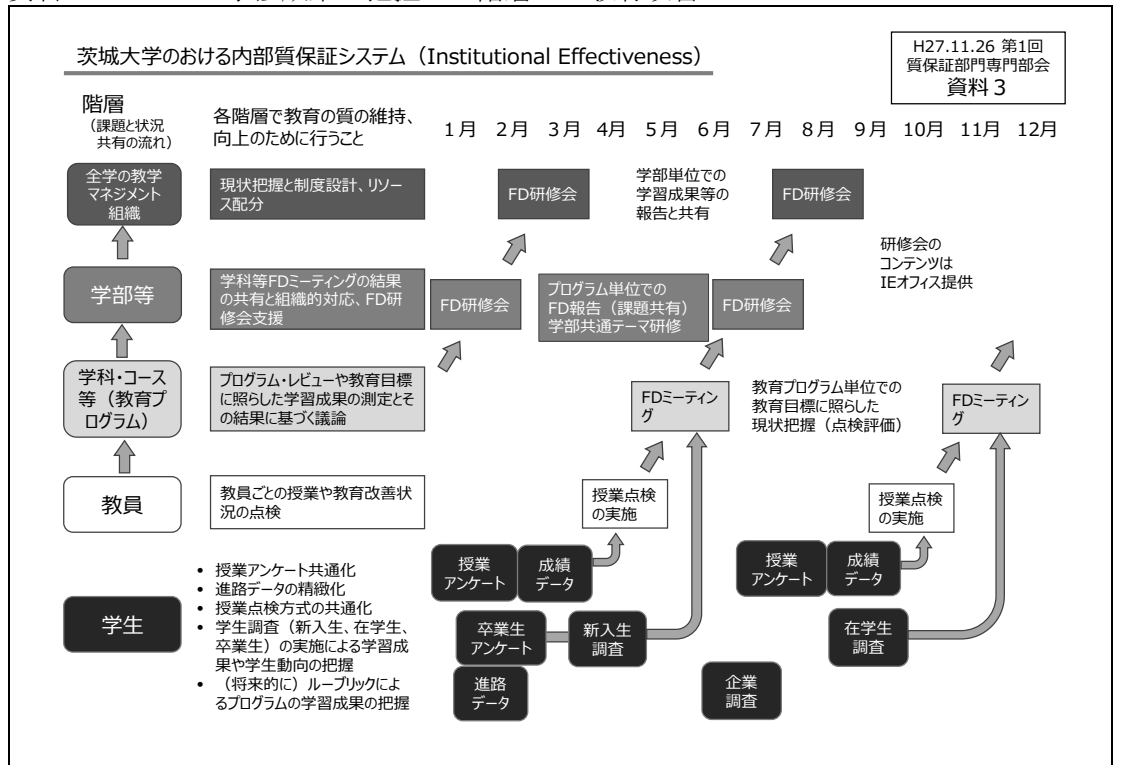 茨城大学のおける内部質保証システム（Institutional Effectiveness）
H27.11.26 第1回
質保証部門専門部会
資料３
階層
（課題と状況
共有の流れ）
各階層で教育の質の維持、
向上のために行うこと
1月 2月 3月 4月 5月 6月 7月 8月 9月 10月 11月 12月
全学の教学
マネジメント
組織
現状把握と制度設計、リソー
ス配分
FD研修会
学部単位での
学習成果等の
報告と共有
FD研修会
研修会の
コンテンツは
IEオフィス提供
学部等
学科等FDミーティングの結果
の共有と組織的対応、FD研
修会支援
FD研修会
プログラム単位での
FD報告（課題共有）
学部共通テーマ研修
FD研修会
学科・コース
等（教育プ
ログラム）
プログラム・レビューや教育目標
に照らした学習成果の測定とそ
の結果に基づく議論
FDミーティン
グ
教育プログラム単位での
教育目標に照らした
現状把握（点検評価）
FDミーティン
グ
教員
教員ごとの授業や教育改善状
況の点検
授業点検
の実施
授業点検
の実施
学生
• 授業アンケート共通化
• 進路データの精緻化
• 授業点検方式の共通化
• 学生調査（新入生、在学生、
卒業生）の実施による学習成
果や学生動向の把握
• （将来的に）ルーブリックによ
るプログラムの学習成果の把握
授業
アンケート
成績
データ
授業
アンケート
成績
データ
卒業生
アンケート
新入生
調査
在学生
調査
進路
データ
企業
調査